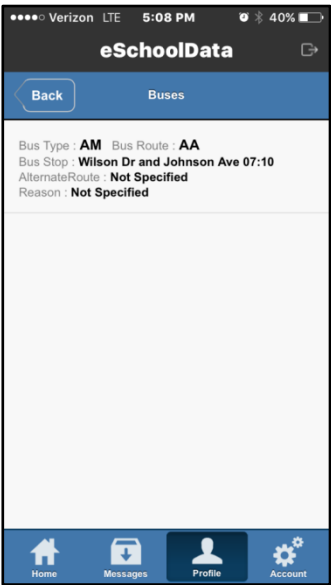 Verizon LTE 5:08 PM 40%
eSchoolData
Back Buses
Bus Type : AM Bus Route : AA
Bus Stop : Wilson Dr and Johnson Ave 07:10
AlternateRoute : Not Specified
Reason : Not Specified
Home Messages Profile Account